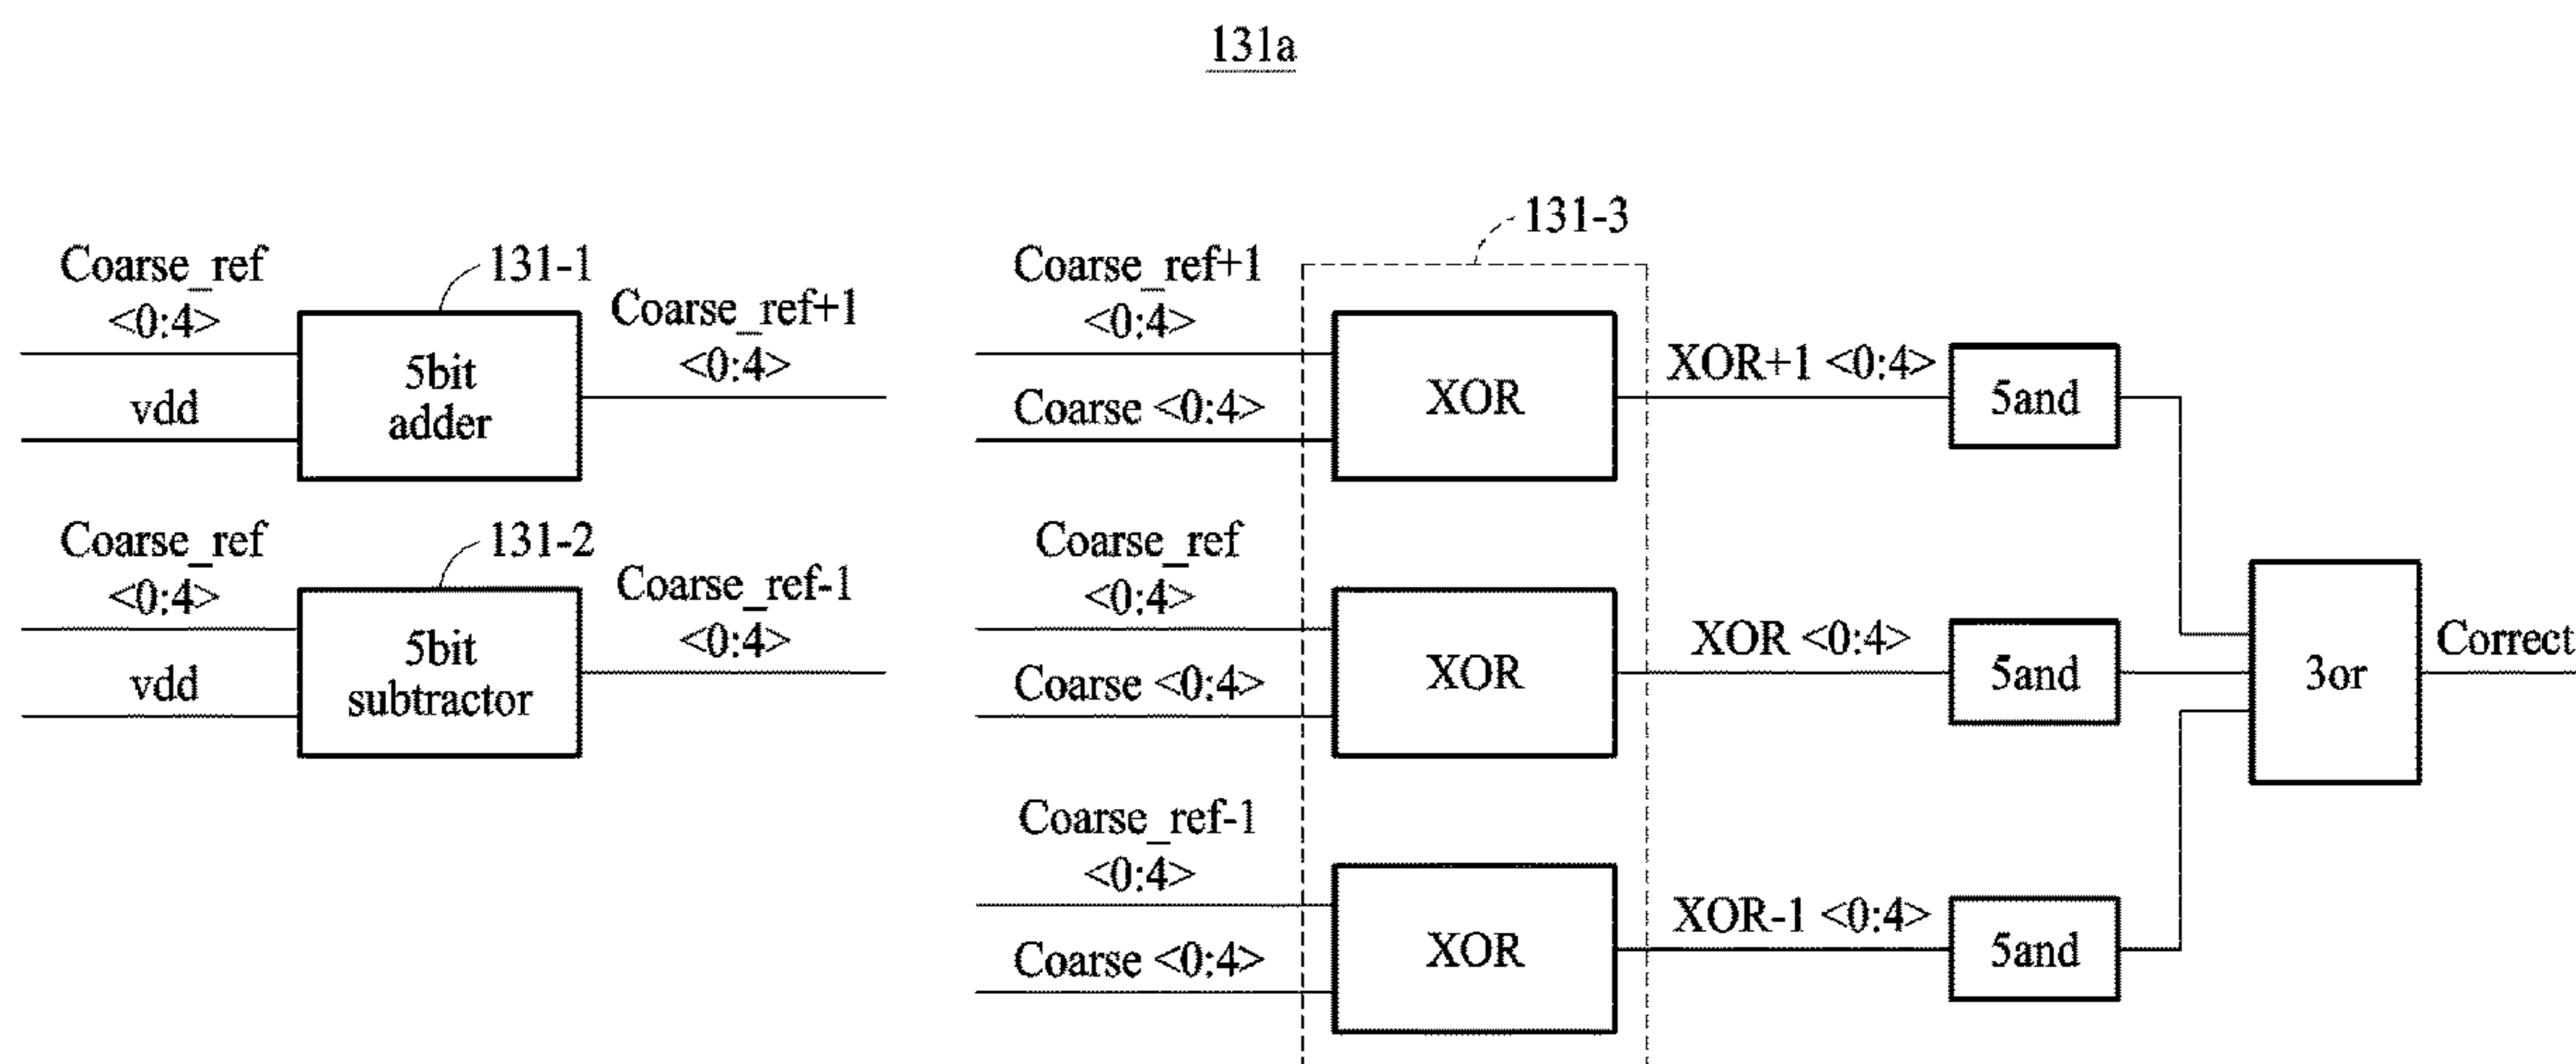 131a
Coarse_ref
<0:4>
vdd
131-1
5bit
adder
Coarse_ref+1
<0:4>
Coarse_ref
<0:4>
vdd
131-2
5bit
subtractor
Coarse_ref-1
<0:4>
131-3
Coarse_ref+1
<0:4>
Coarse <0:4>
XOR
XOR+1 <0:4>
5and
Coarse_ref
<0:4>
Coarse <0:4>
XOR
XOR <0:4>
5and
Coarse_ref-1
<0:4>
Coarse <0:4>
XOR
XOR-1 <0:4>
5and
3or
Correct